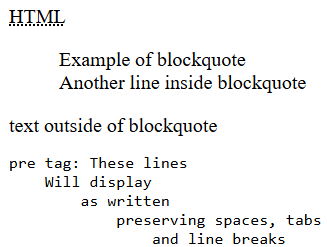 HTML
Example of blockquote
Another line inside blockquote
text outside of blockquote
pre tag: These lines
    Will display
        as written
            preserving spaces, tabs
                and line breaks